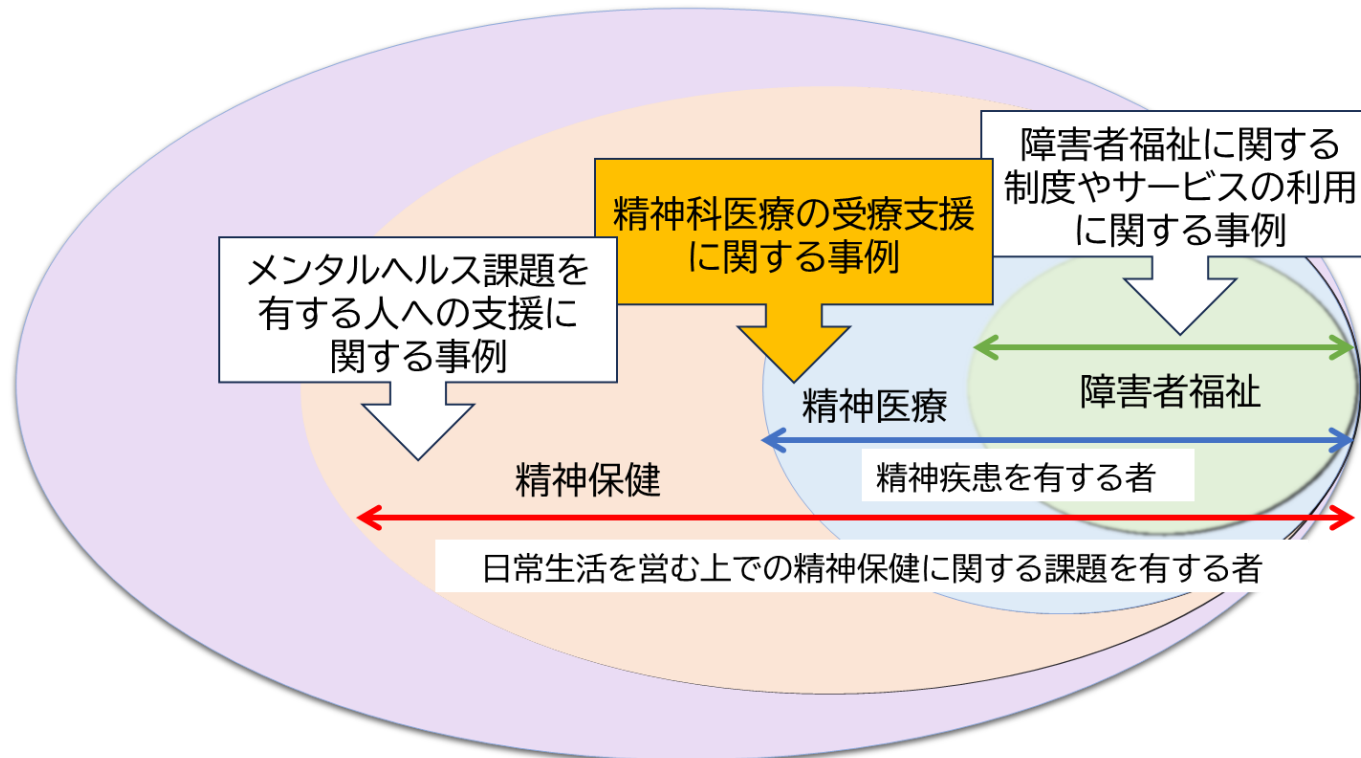 障害者福祉に関する
制度やサービスの利用
に関する事例
精神科医療の受療支援
に関する事例
メンタルヘルス課題を
有する人への支援に
関する事例
障害者福祉
精神医療
精神疾患を有する者
精神保健
日常生活を営む上での精神保健に関する課題を有する者